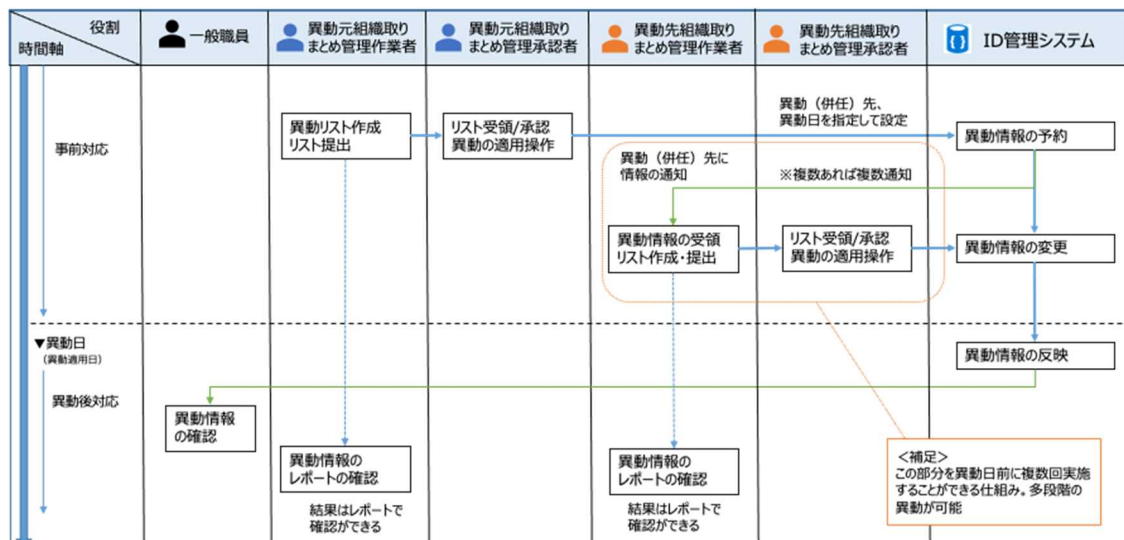 役割
時間軸
一般職員
異動元組織取り
まとめ管理作業者
異動元組織取り
まとめ管理承認者
異動先組織取り
まとめ管理作業者
異動先組織取り
まとめ管理承認者
ID管理システム
事前対応
異動リスト作成
リスト提出
リスト受領/承認
異動の適用操作
異動（併任）先、
異動日を指定して設定
異動情報の予約
異動（併任）先に
情報の通知
※複数あれば複数通知
異動情報の受領
リスト作成・提出
リスト受領/承認
異動の適用操作
異動情報の変更
▼異動日
（異動適用日）
異動情報の反映
異動後対応
異動情報
の確認
異動情報の
レポートの確認
結果はレポートで
確認ができる
異動情報の
レポートの確認
結果はレポートで
確認ができる
＜補足＞
この部分を異動日前に複数回実施
することができる仕組み。多段階の
異動が可能